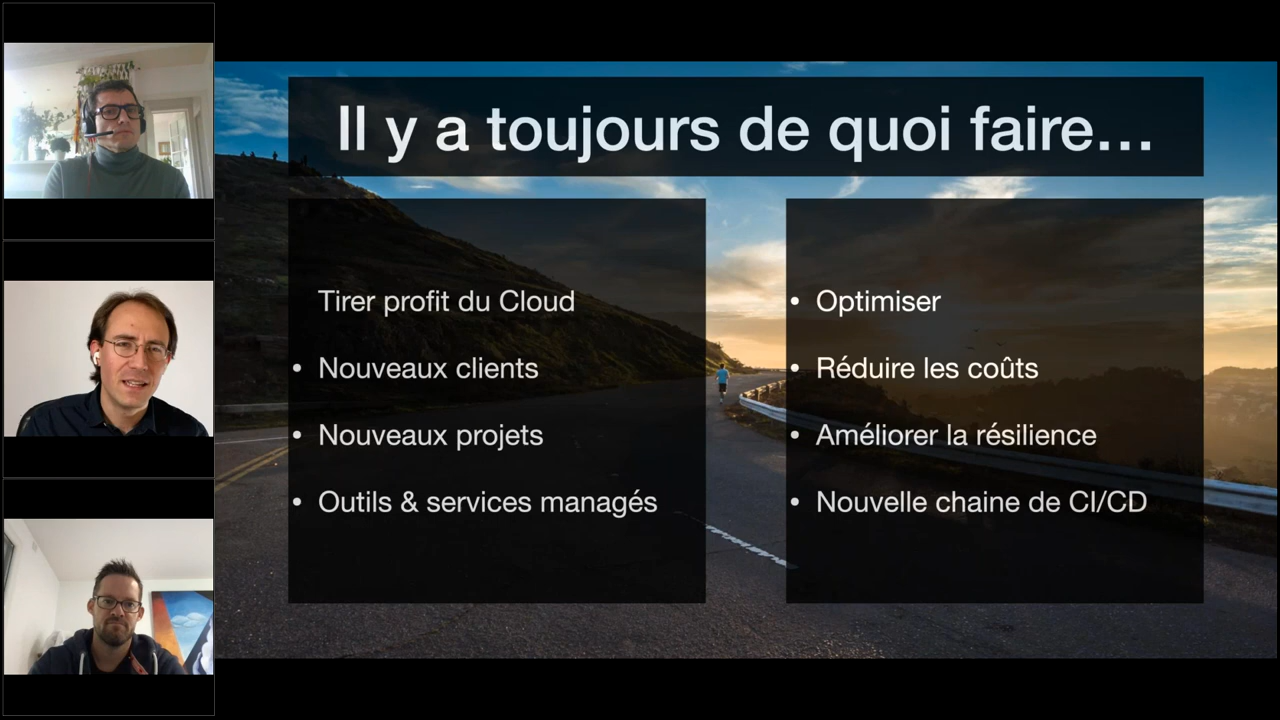 Il y a toujours de quoi faire…
Tirer profit du Cloud
• Nouveaux clients
• Nouveaux projets
• Outils & services managés
• Optimiser
• Réduire les coûts
• Améliorer la résilience
• Nouvelle chaine de CI/CD